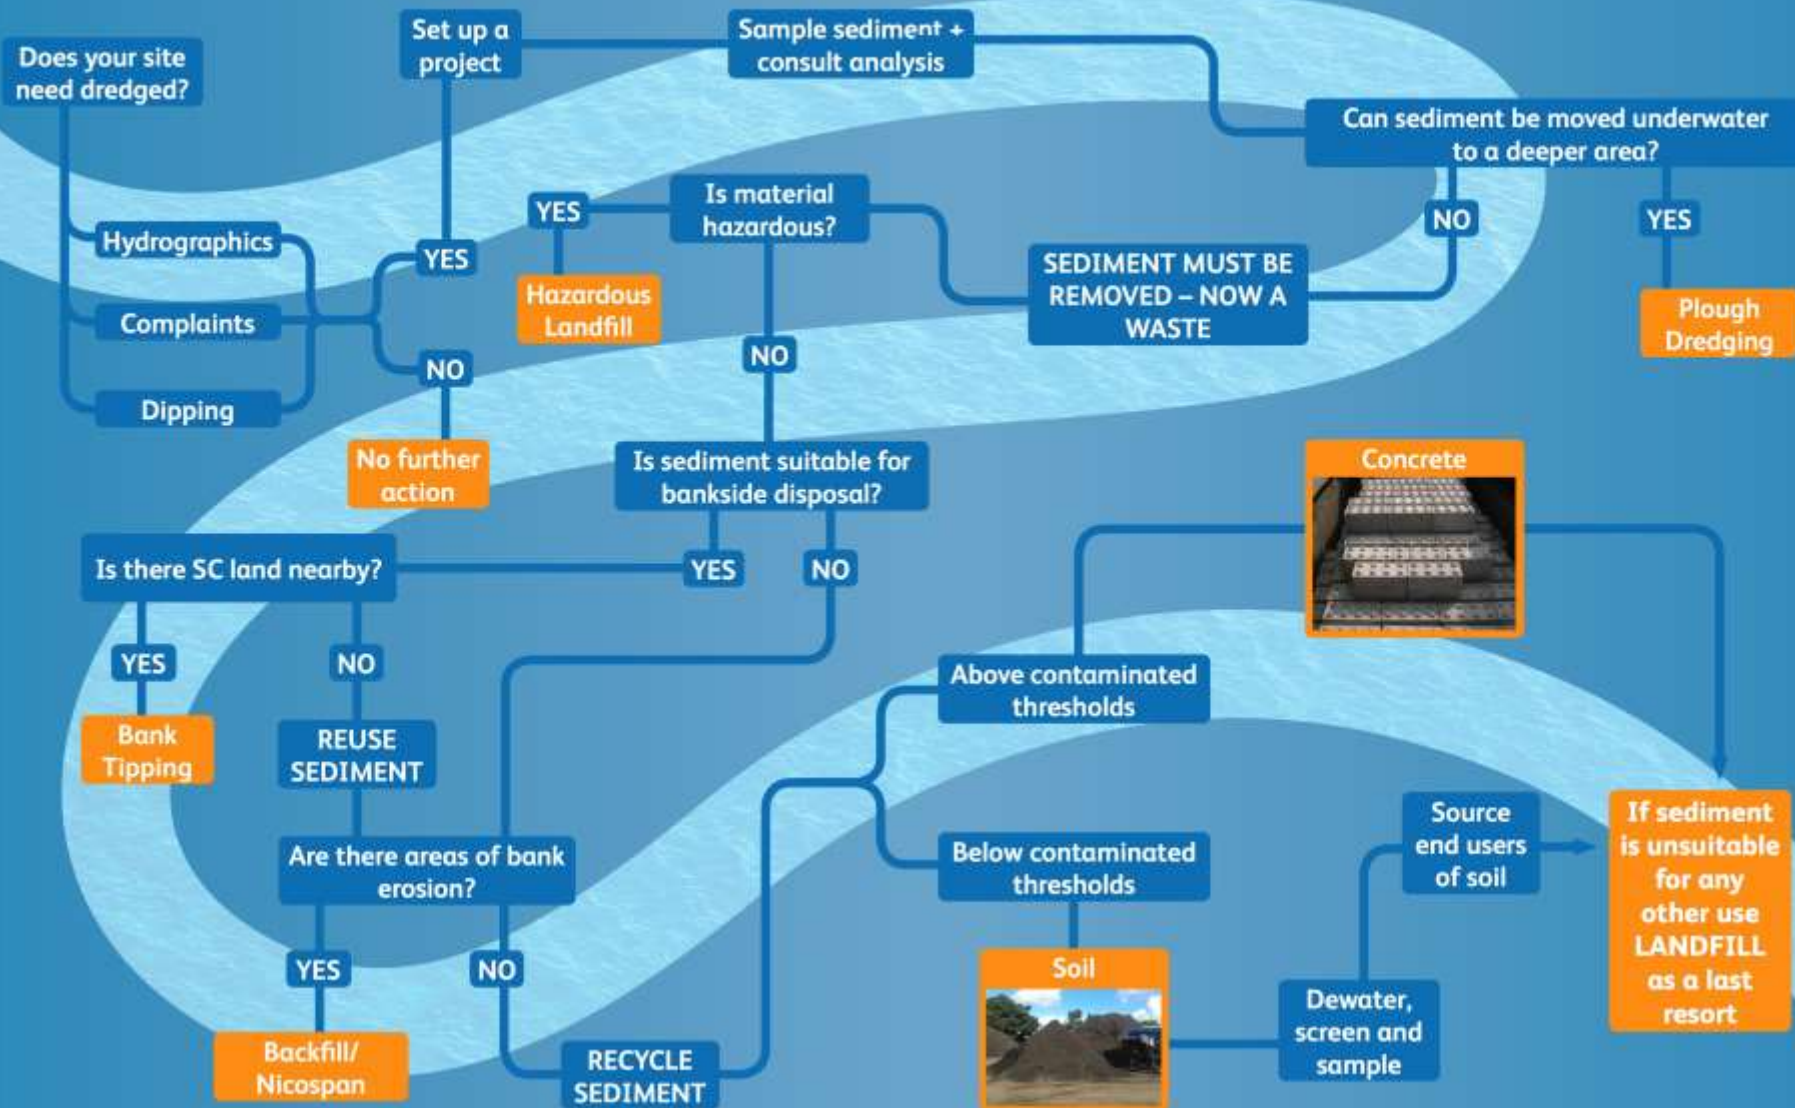 Does your site
need dredged?
Set up a
project
Sample sediment +
consult analysis
Can sediment be moved underwater
to a deeper area?
Hydrographics
Complaints
Dipping
YES
NO
No further
action
YES
Hazardous
Landfill
Is material
hazardous?
NO
SEDIMENT MUST BE
REMOVED – NOW A
WASTE
NO
YES
Plough
Dredging
Is sediment suitable for
bankside disposal?
YES
NO
Is there SC land nearby?
YES
NO
Bank
Tipping
REUSE
SEDIMENT
Are there areas of bank
erosion?
YES
NO
Backfill/
Nicospan
RECYCLE
SEDIMENT
Above contaminated
thresholds
Concrete
Below contaminated
thresholds
Soil
Dewater,
screen and
sample
Source
end users
of soil
If sediment
is unsuitable
for any
other use
LANDFILL
as a last
resort